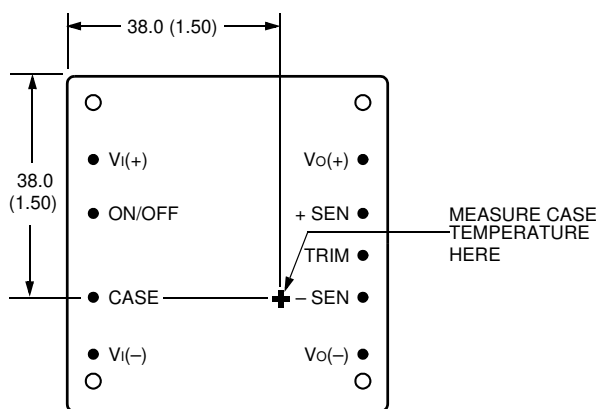 38.0 (1.50)
VI(+)
VO(+)
38.0
(1.50)
ON/OFF
+ SEN
MEASURE CASE
TEMPERATURE
HERE
TRIM
CASE
– SEN
VI(–)
VO(–)